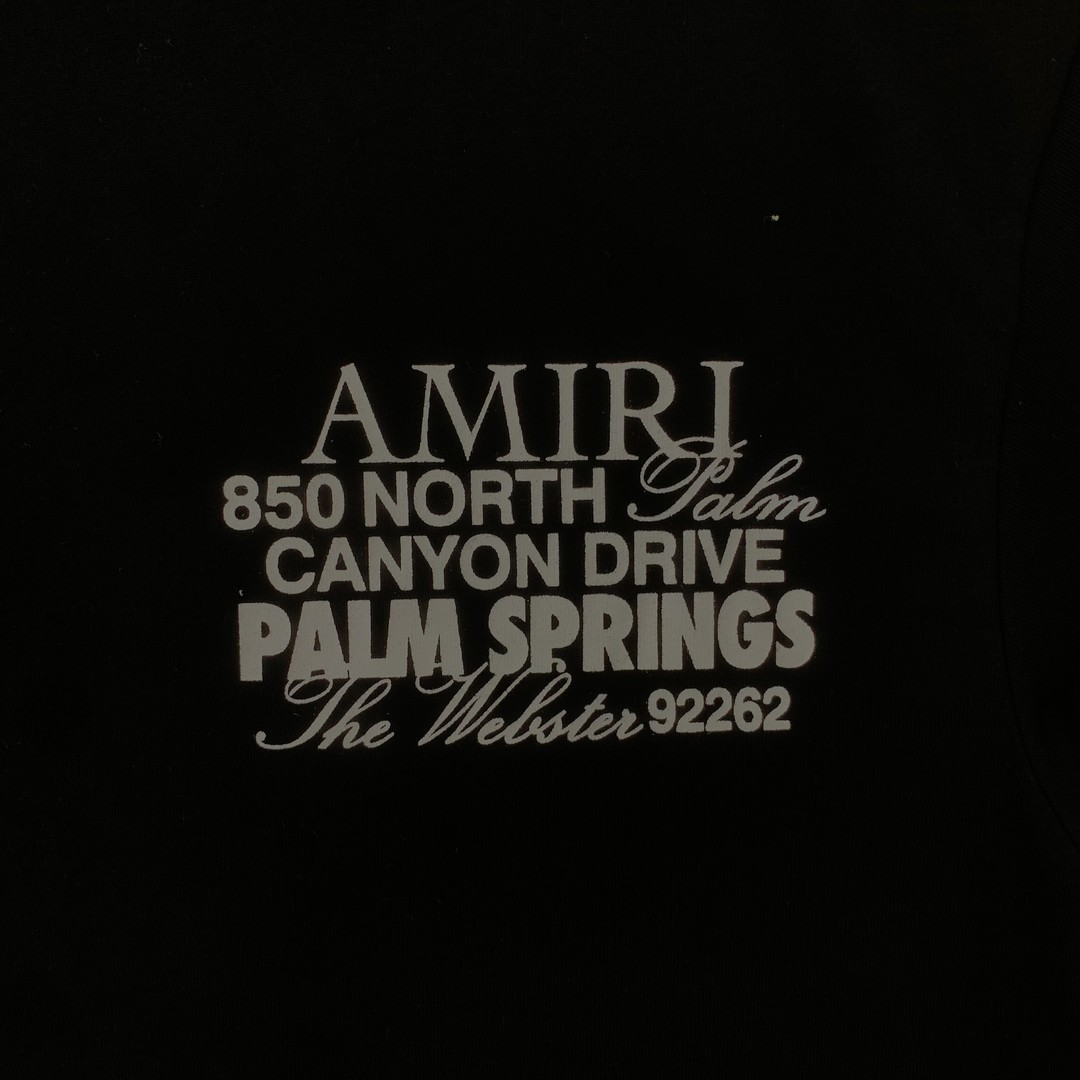 AMIRI
850 NORTH Palm
CANYON DRIVE
PALM SPRINGS
The Webster 92262